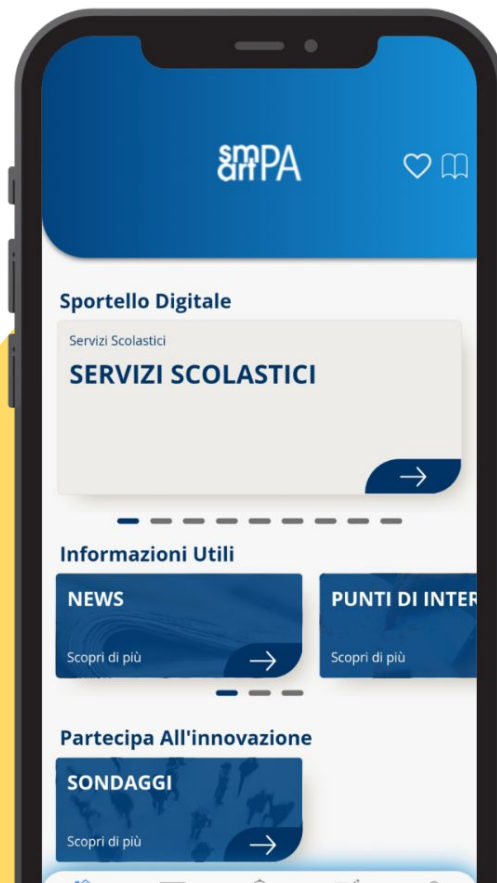 smart PA
Sportello Digitale
Servizi Scolastici
SERVIZI SCOLASTICI
Informazioni Utili
NEWS
Scopri di più
PUNTI DI INTER
Scopri di più
Partecipa All'innovazione
SONDAGGI
Scopri di più